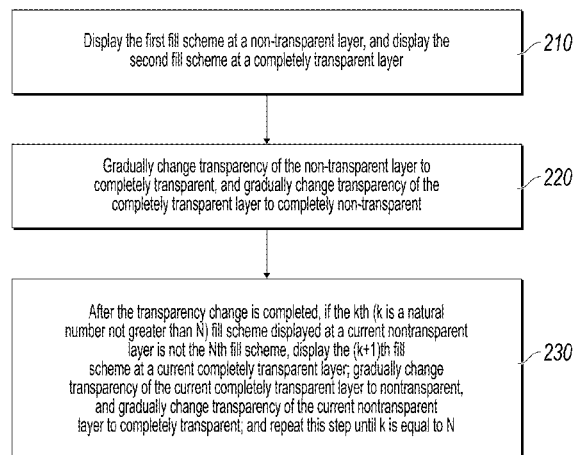 Display the first fill scheme at a non-transparent layer, and display the
second fill scheme at a completely transparent layer
210
Gradually change transparency of the non-transparent layer to
completely transparent, and gradually change transparency of the
completely transparent layer to completely non-transparent
220
After the transparency change is completed, if the kth (k is a natural
number not greater than N) fill scheme displayed at a current nontransparent
layer is not the Nth fill scheme, display the (k+1)th fill
scheme at a current completely transparent layer; gradually change
transparency of the current completely transparent layer to nontransparent,
and gradually change transparency of the current nontransparent
layer to completely transparent; and repeat this step until k is equal to N
230